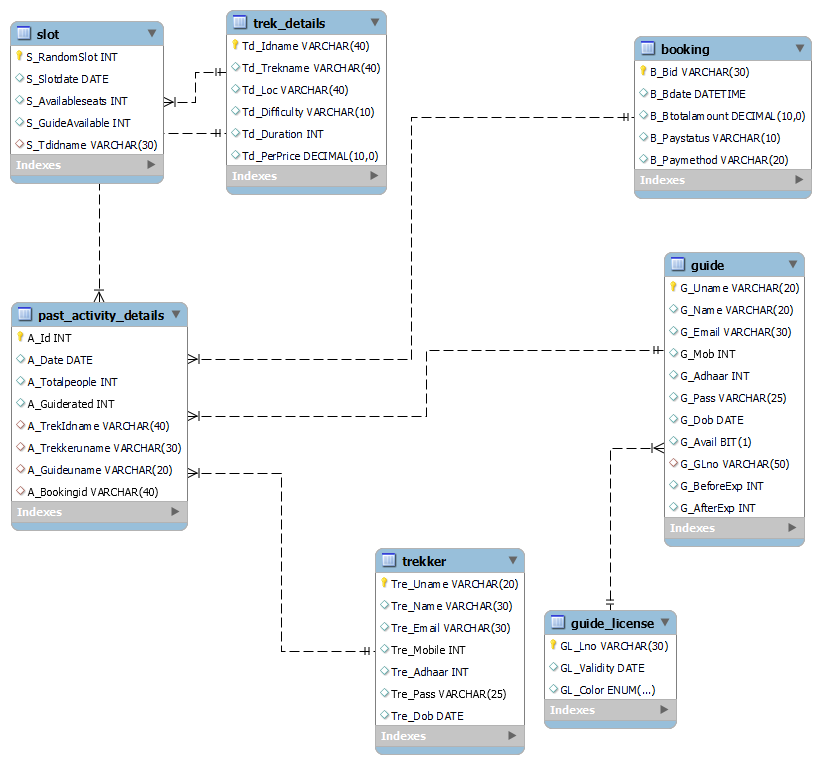 slot
S_RandomSlot INT
S_Slotdate DATE
S_Availableseats INT
S_GuideAvailable INT
S_Tdidname VARCHAR(30)
Indexes
trek_details
Td_Idname VARCHAR(40)
Td_Trekname VARCHAR(40)
Td_Loc VARCHAR(40)
Td_Difficulty VARCHAR(10)
Td_Duration INT
Td_PerPrice DECIMAL(10,0)
Indexes
booking
B_Bid VARCHAR(30)
B_Bdate DATETIME
B_Btotalamount DECIMAL(10,0)
B_Paystatus VARCHAR(10)
B_Paymethod VARCHAR(20)
Indexes
past_activity_details
A_Id INT
A_Date DATE
A_Totalpeople INT
A_Guiderated INT
A_TrekIdname VARCHAR(40)
A_Trekkeruname VARCHAR(30)
A_Guideuname VARCHAR(20)
A_Bookingid VARCHAR(40)
Indexes
guide
G_Uname VARCHAR(20)
G_Name VARCHAR(20)
G_Email VARCHAR(30)
G_Mob INT
G_Adhaar INT
G_Pass VARCHAR(25)
G_Dob DATE
G_Avail BIT(1)
G_GLno VARCHAR(50)
G_BeforeExp INT
G_AfterExp INT
Indexes
trekker
Tre_Uname VARCHAR(20)
Tre_Name VARCHAR(30)
Tre_Email VARCHAR(30)
Tre_Mobile INT
Tre_Adhaar INT
Tre_Pass VARCHAR(25)
Tre_Dob DATE
Indexes
guide_license
GL_Lno VARCHAR(30)
GL_Validity DATE
GL_Color ENUM(...)
Indexes